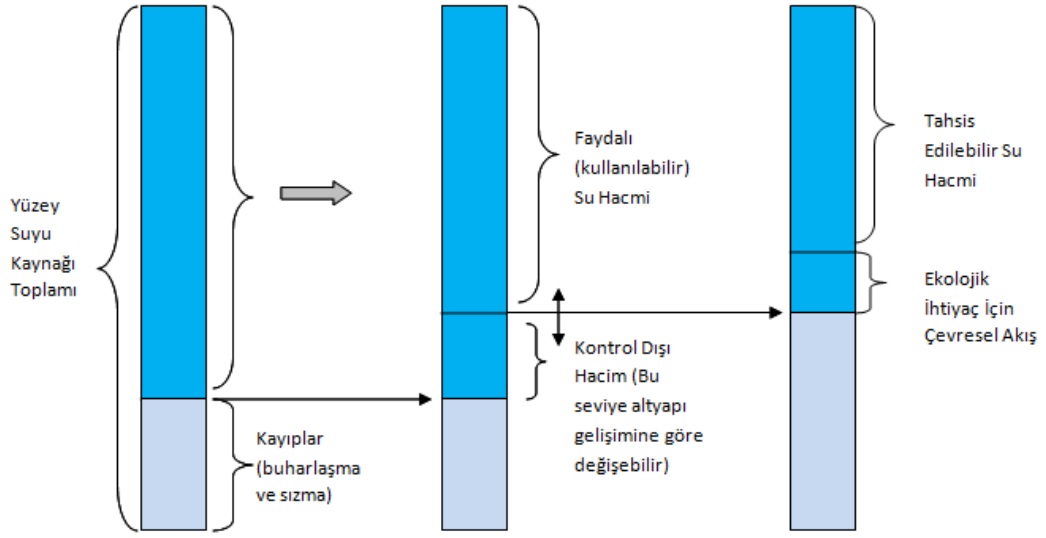 Yüzey
Suyu
Kaynağı
Toplamı
Kayıplar
(buharlaşma
ve sızma)
Faydalı
(kullanılabilir)
Su Hacmi
Kontrol Dışı
Hacim (Bu
seviye altyapı
gelişimine göre
değişebilir)
Tahsis
Edilebilir Su
Hacmi
Ekolojik
İhtiyaç İçin
Çevresel Akış